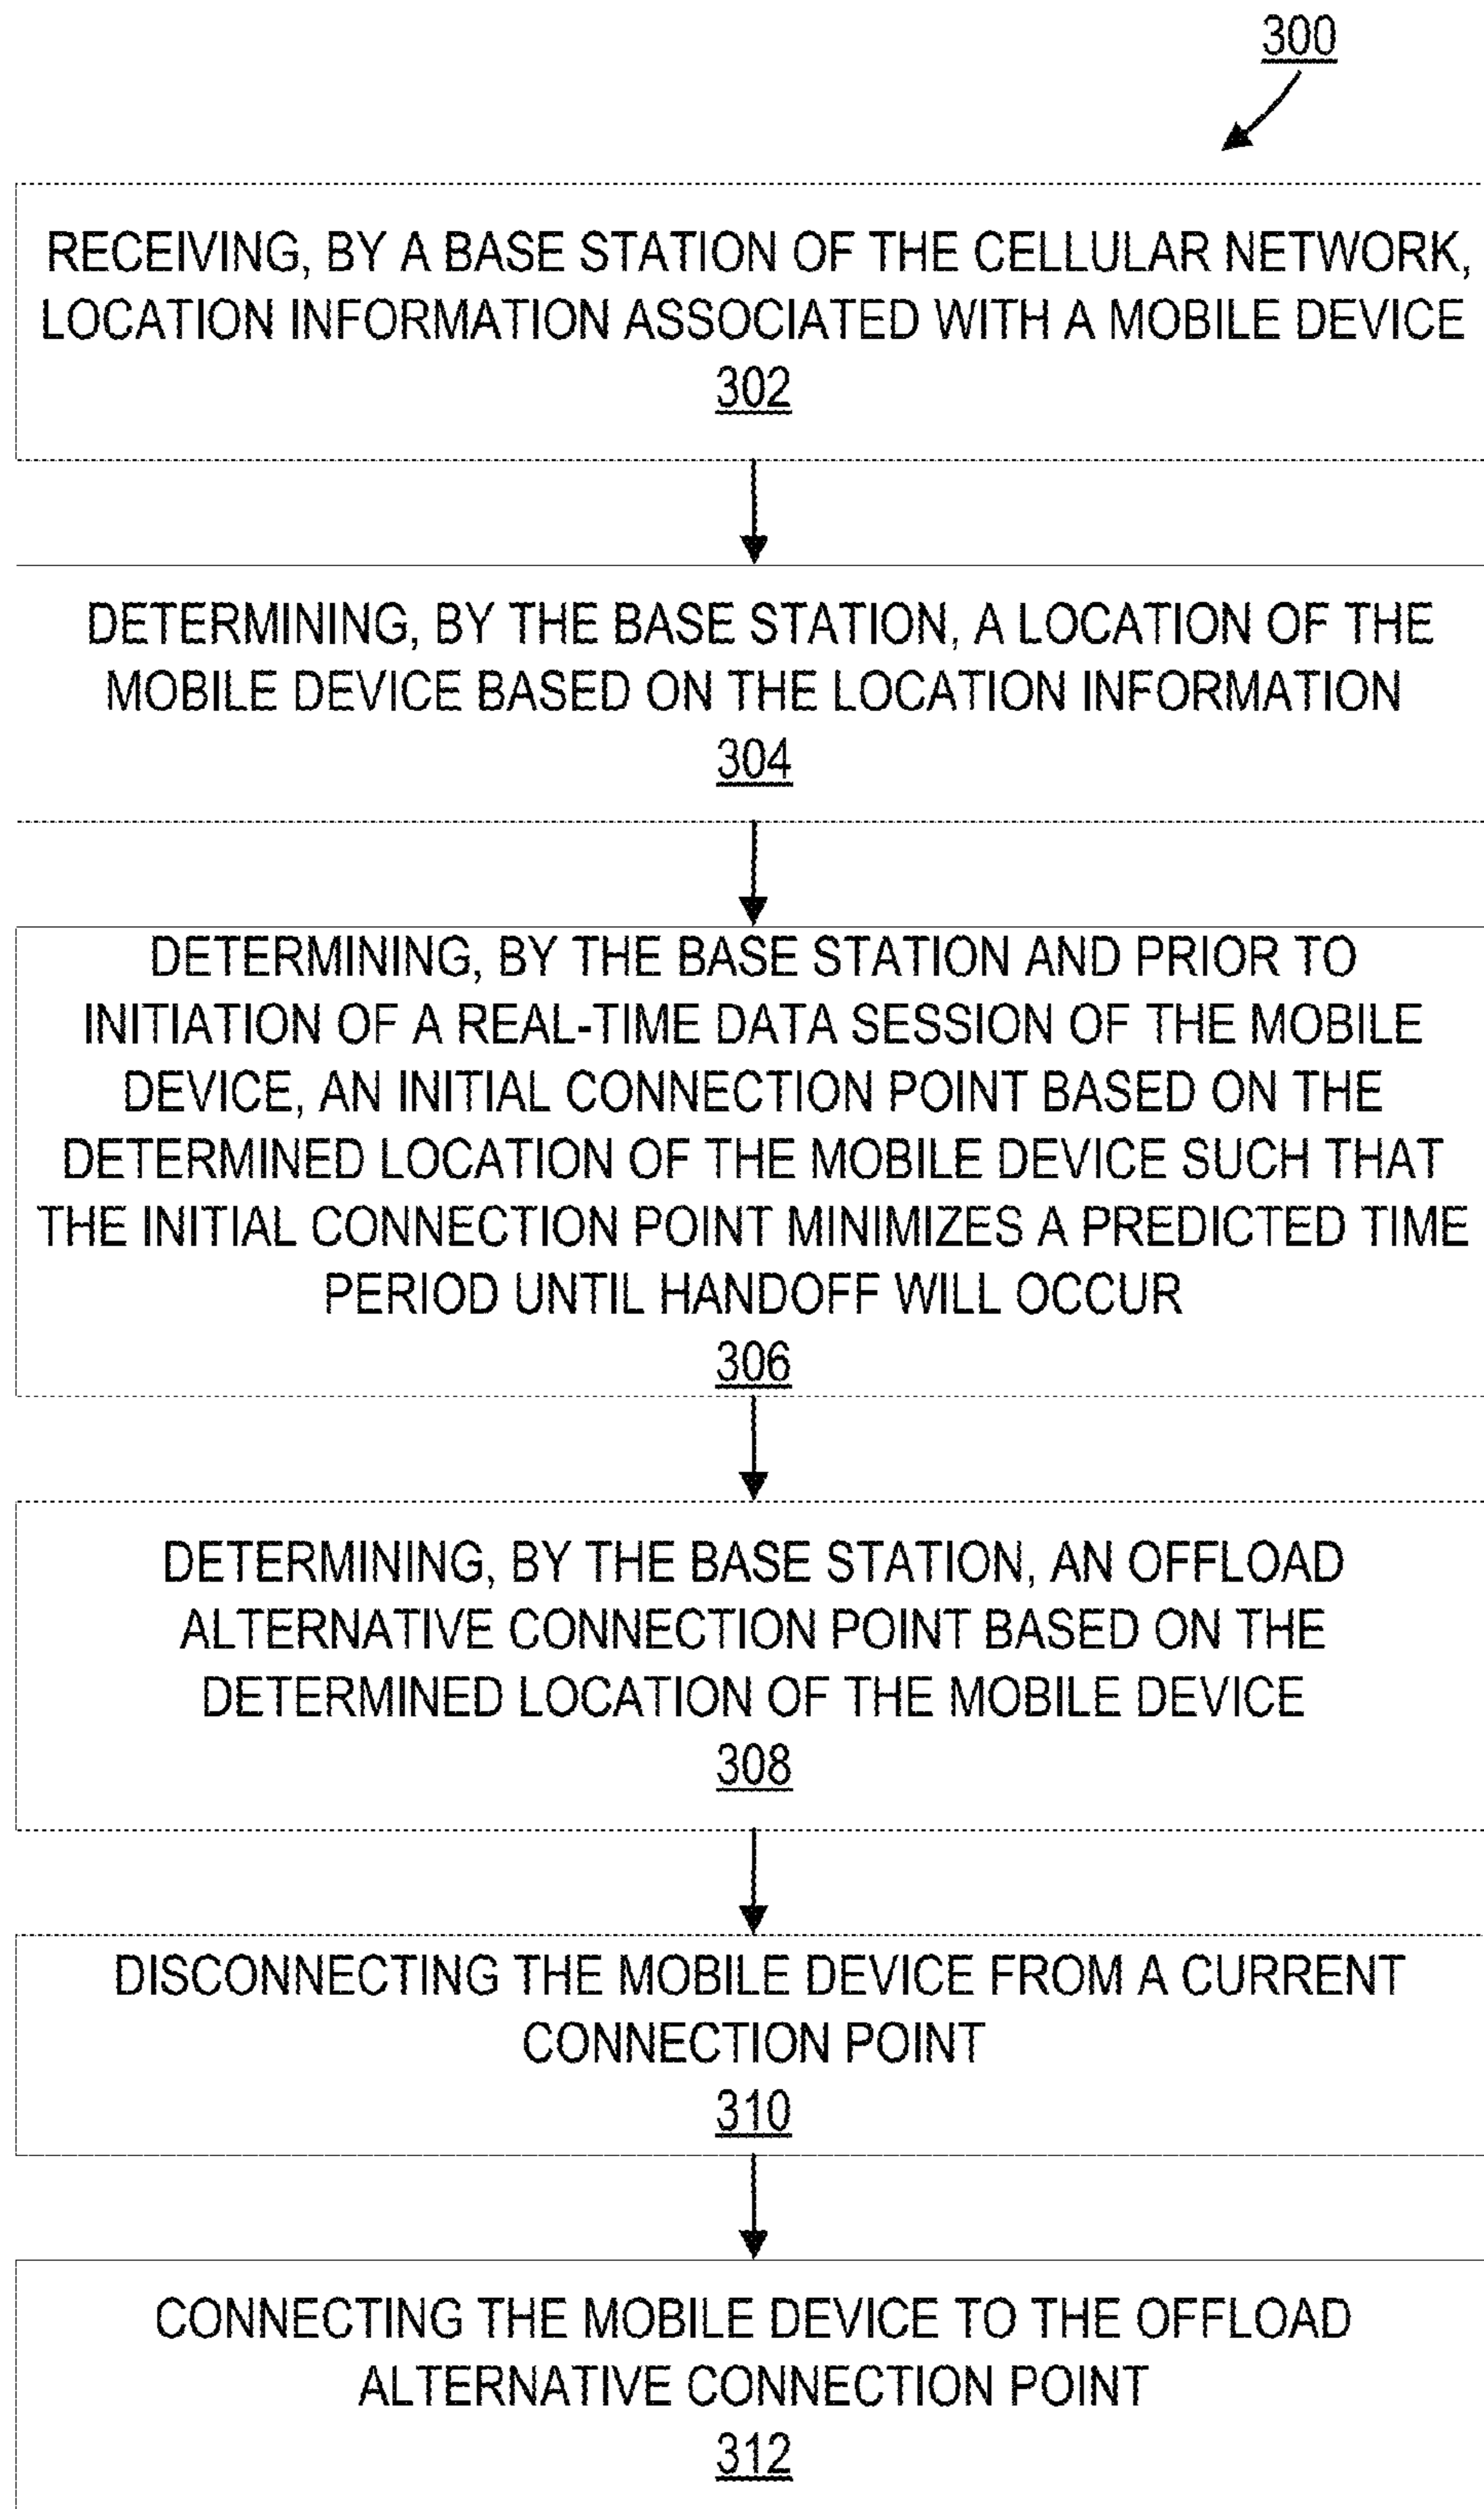 300
RECEIVING, BY A BASE STATION OF THE CELLULAR NETWORK,
LOCATION INFORMATION ASSOCIATED WITH A MOBILE DEVICE
302
DETERMINING, BY THE BASE STATION, A LOCATION OF THE
MOBILE DEVICE BASED ON THE LOCATION INFORMATION
304
DETERMINING, BY THE BASE STATION AND PRIOR TO
INITIATION OF A REAL-TIME DATA SESSION OF THE MOBILE
DEVICE, AN INITIAL CONNECTION POINT BASED ON THE
DETERMINED LOCATION OF THE MOBILE DEVICE SUCH THAT
THE INITIAL CONNECTION POINT MINIMIZES A PREDICTED TIME
PERIOD UNTIL HANDOFF WILL OCCUR
306
DETERMINING, BY THE BASE STATION, AN OFFLOAD
ALTERNATIVE CONNECTION POINT BASED ON THE
DETERMINED LOCATION OF THE MOBILE DEVICE
308
DISCONNECTING THE MOBILE DEVICE FROM A CURRENT
CONNECTION POINT
310
CONNECTING THE MOBILE DEVICE TO THE OFFLOAD
ALTERNATIVE CONNECTION POINT
312